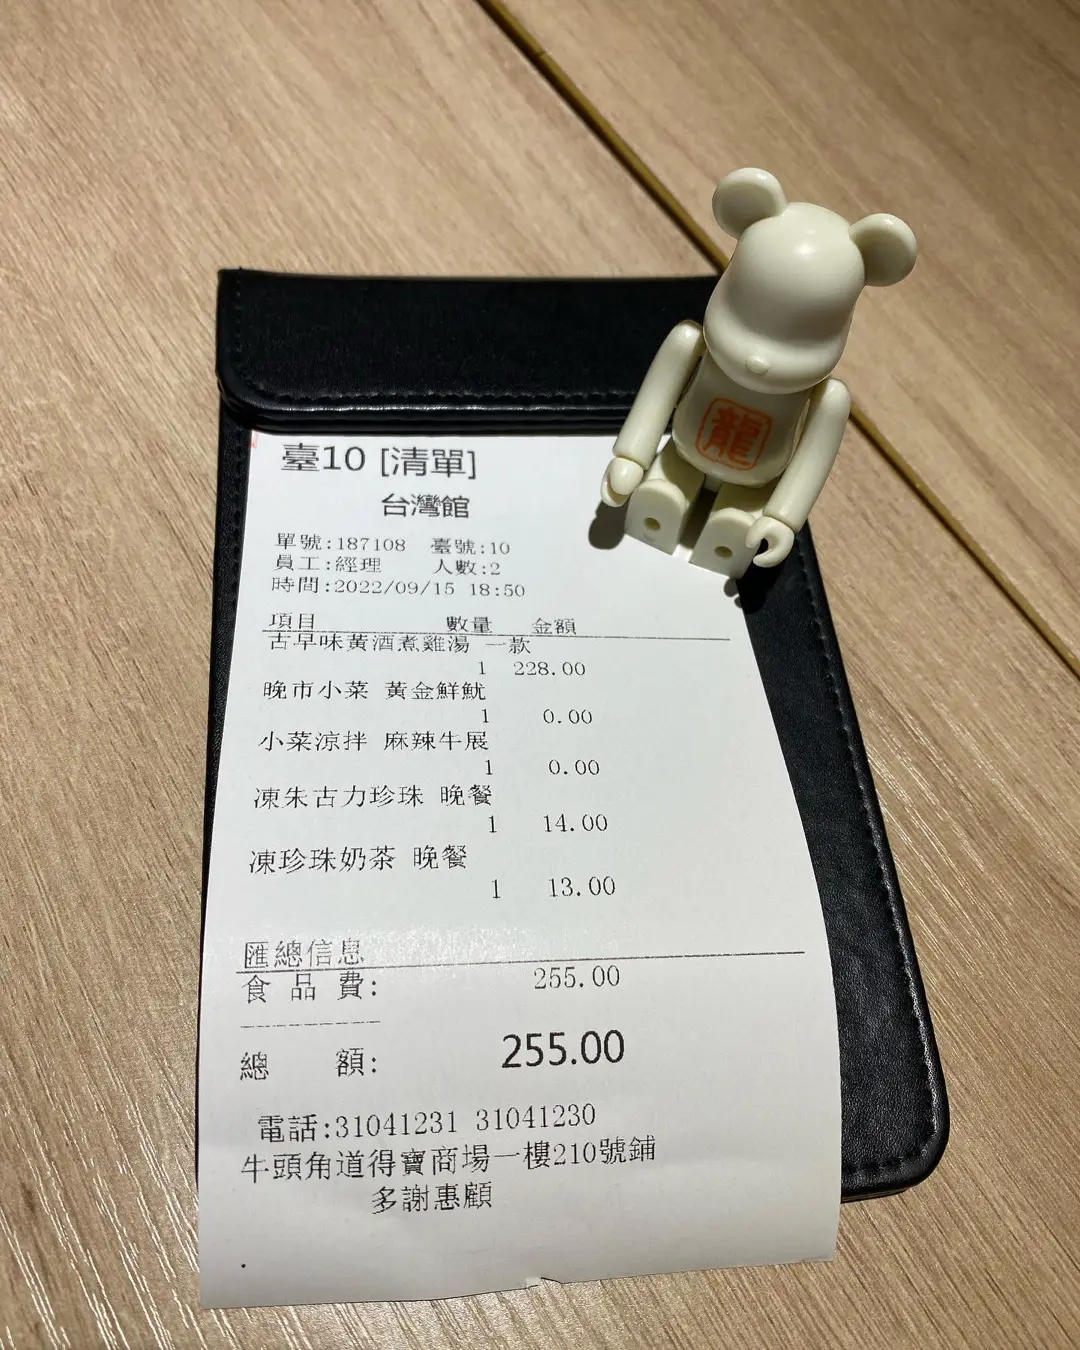 龍
臺10 [清單]
台灣館
單號:187108 臺號:10
員工:經理 人數:2
時間:2022/09/15 18:50
項目 數量 金額
古早味黃酒煮雞湯 一款
1 228.00
晚市小菜 黃金鮮魷
1 0.00
小菜涼拌 麻辣牛展
1 0.00
凍朱古力珍珠 晚餐
1 14.00
凍珍珠奶茶 晚餐
1 13.00
匯總信息
食品費: 255.00
總額: 255.00
電話:31041231 31041230
牛頭角道得寶商場一樓210號鋪
多謝惠顧